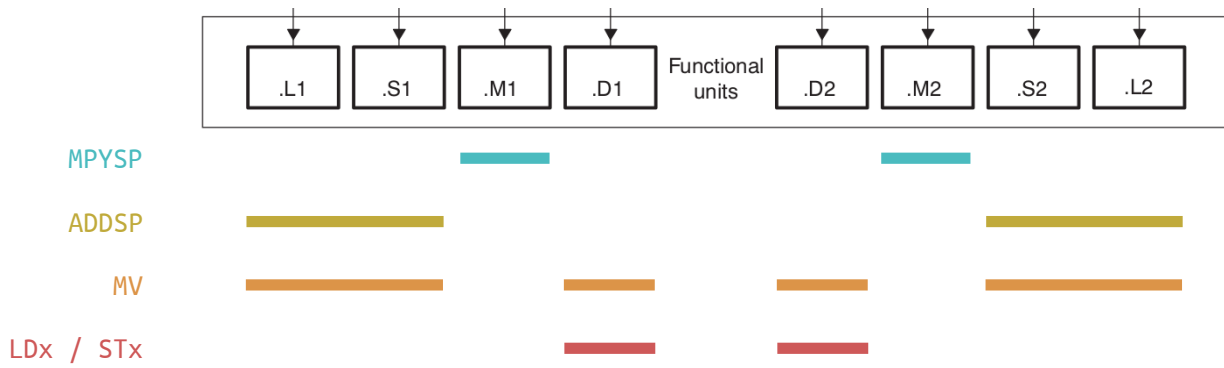 .L1 .S1 .M1 .D1 Functional units .D2 .M2 .S2 .L2
MPYSP
ADDSP
MV
LDx / STx